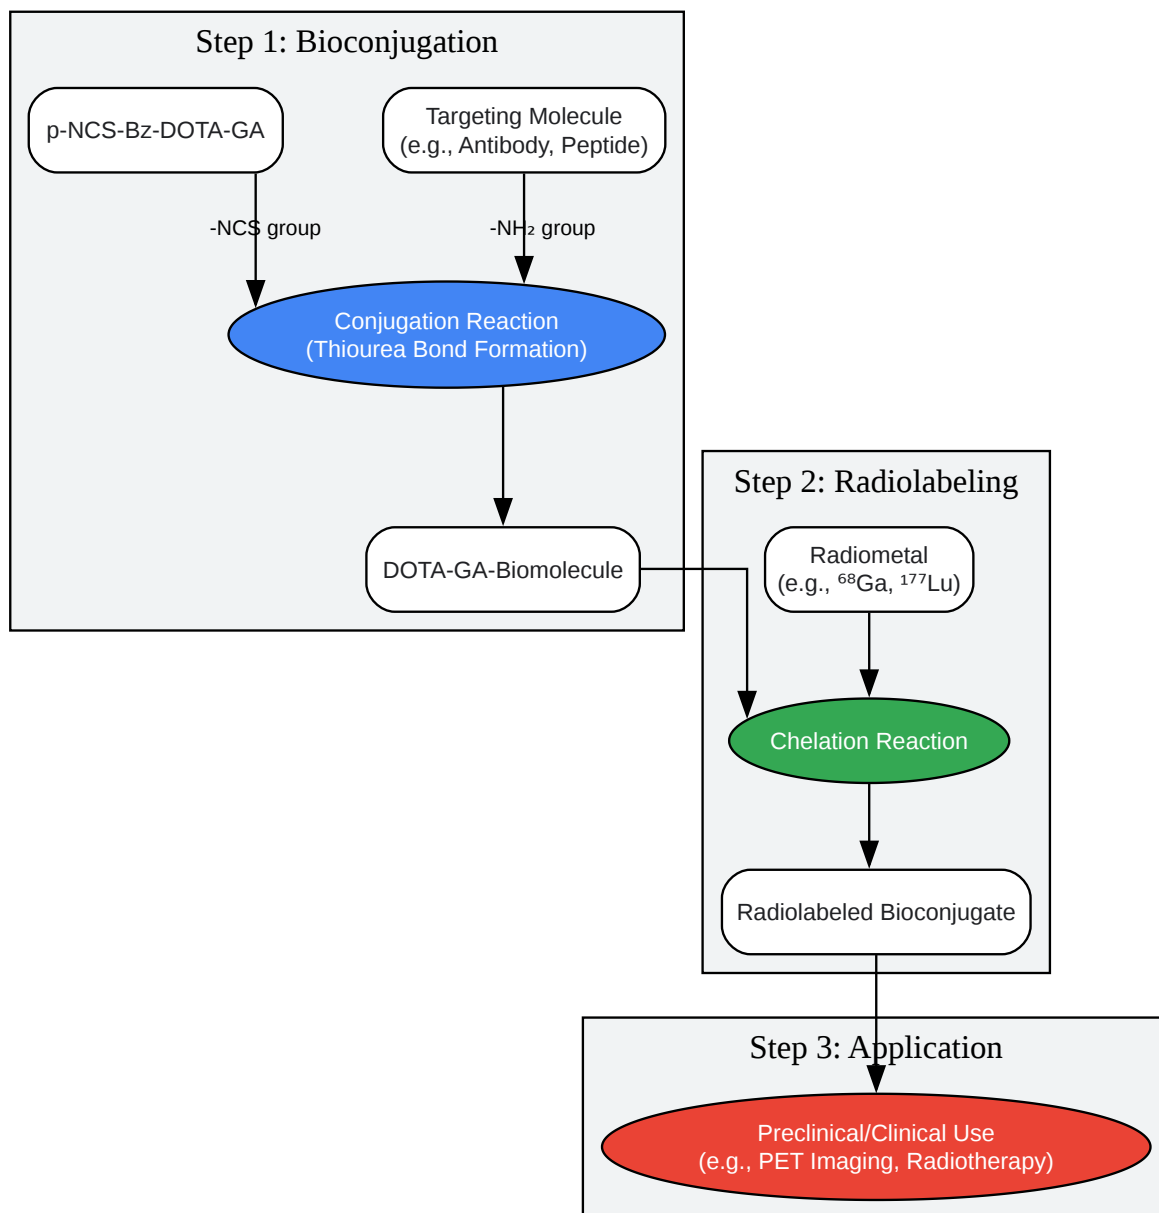 Step 1: Bioconjugation
p-NCS-Bz-DOTA-GA
Targeting Molecule
(e.g., Antibody, Peptide)
-NCS group
-NH₂ group
Conjugation Reaction
(Thiourea Bond Formation)
DOTA-GA-Biomolecule
Step 2: Radiolabeling
Radiometal
(e.g., ⁶⁸Ga, ¹⁷⁷Lu)
Chelation Reaction
Radiolabeled Bioconjugate
Step 3: Application
Preclinical/Clinical Use
(e.g., PET Imaging, Radiotherapy)